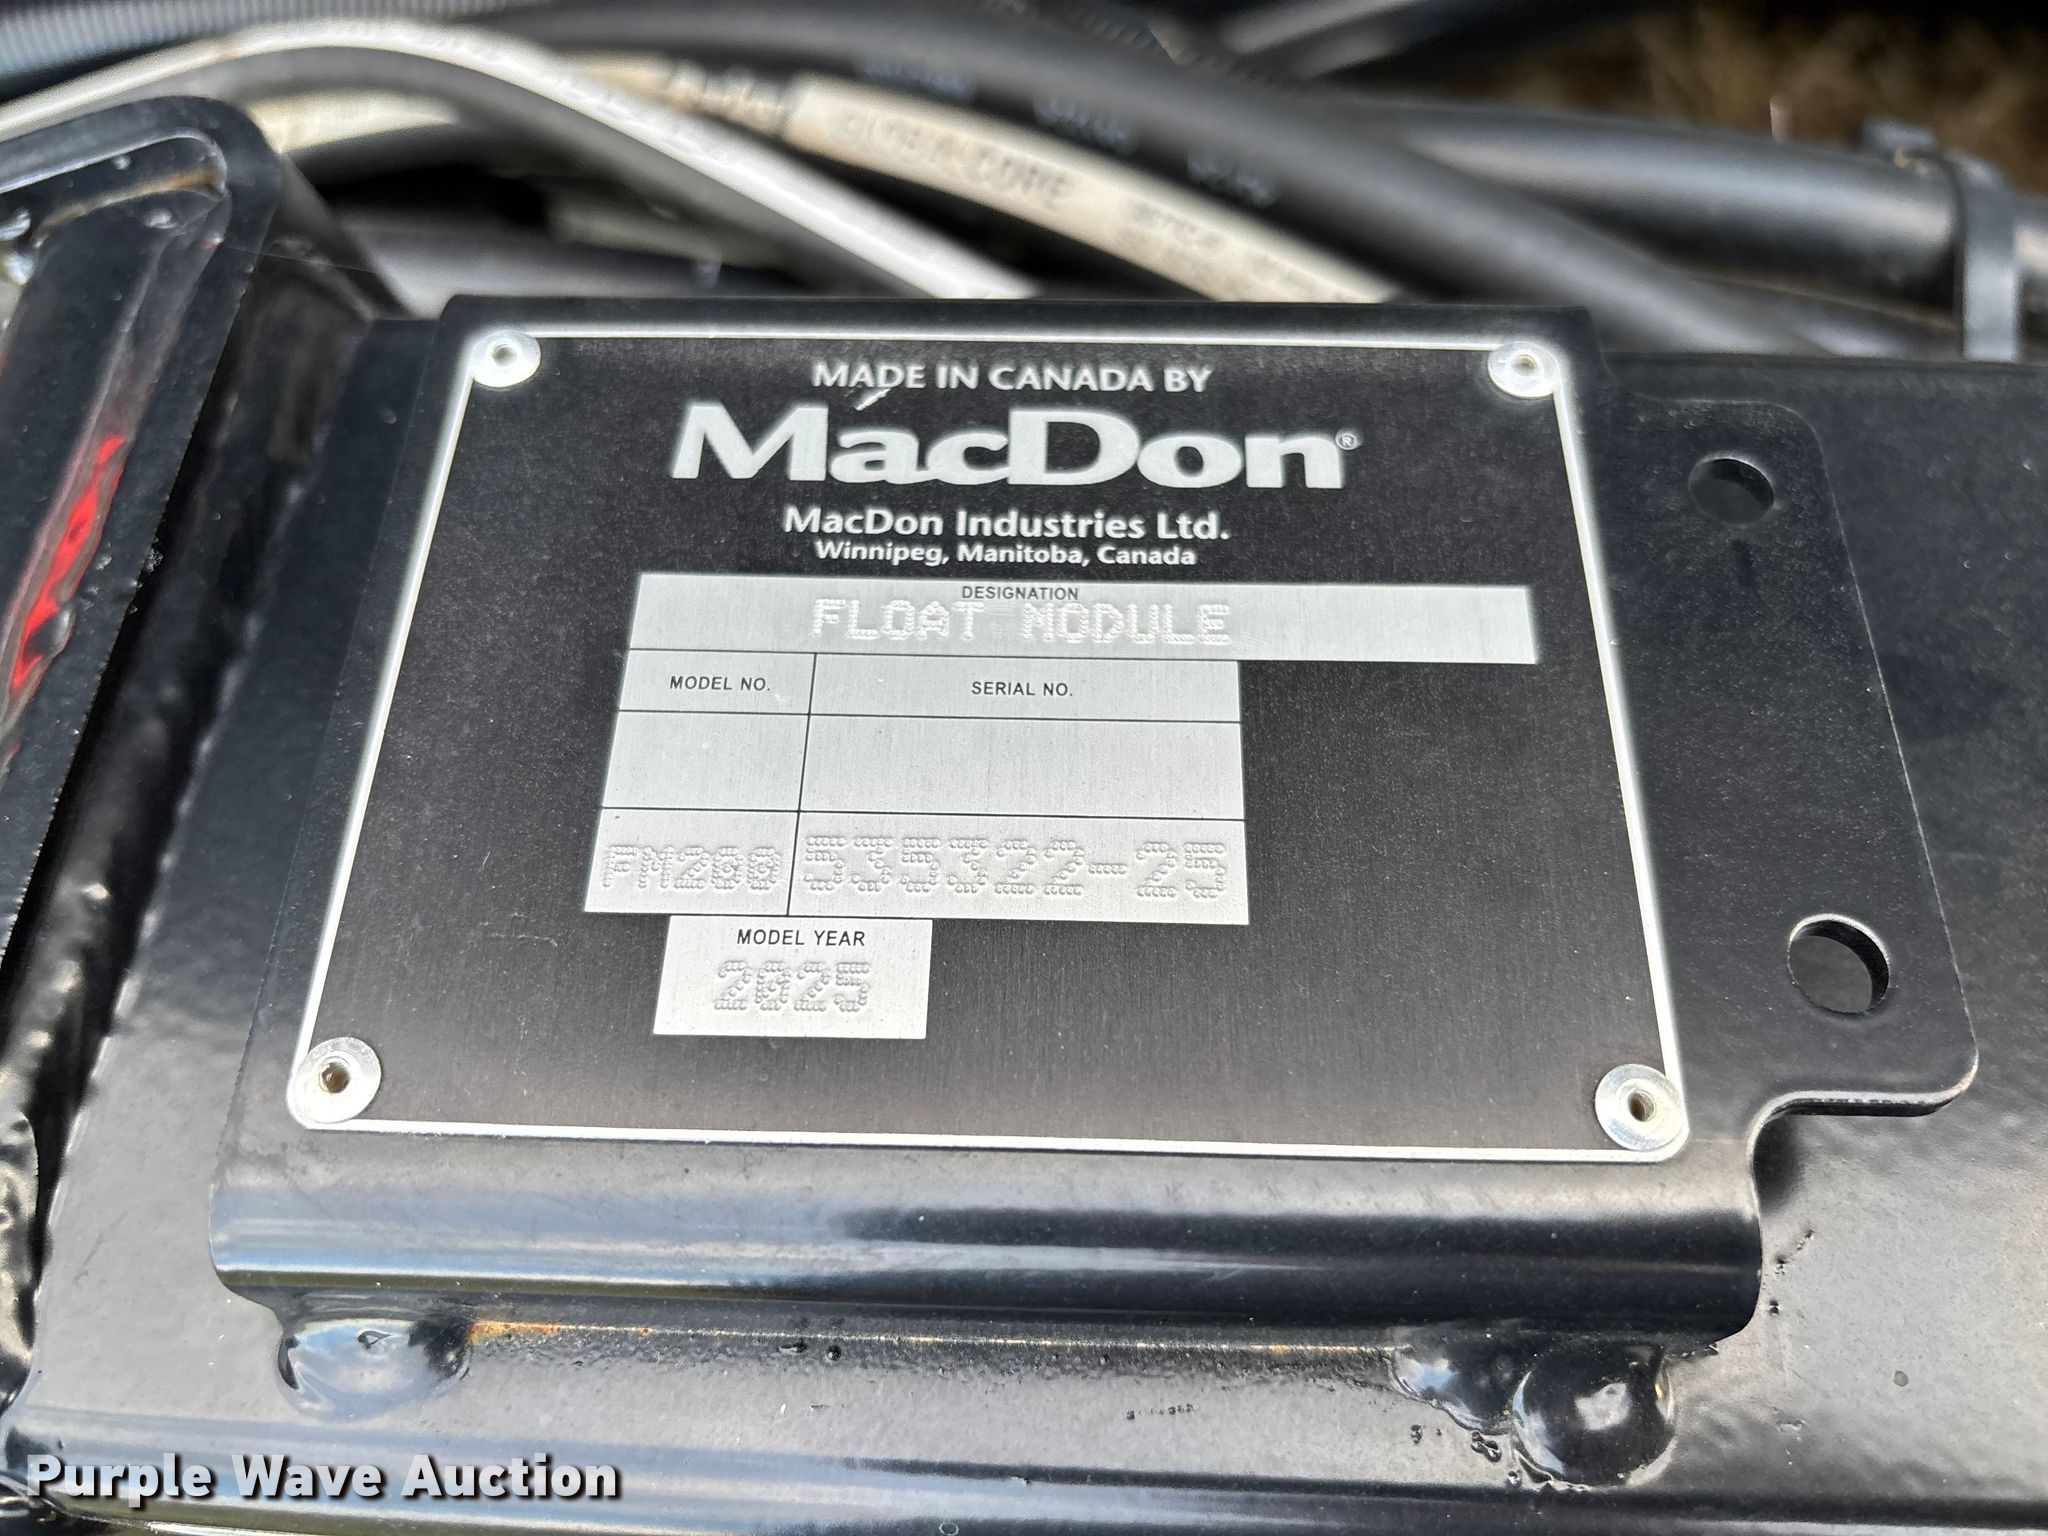 MADE IN CANADA BY
MacDon®
MacDon Industries Ltd.
Winnipeg, Manitoba, Canada
DESIGNATION
FLOAT MODULE
MODEL NO. SERIAL NO.
FM200 535322-25
MODEL YEAR
2025
Purple Wave Auction